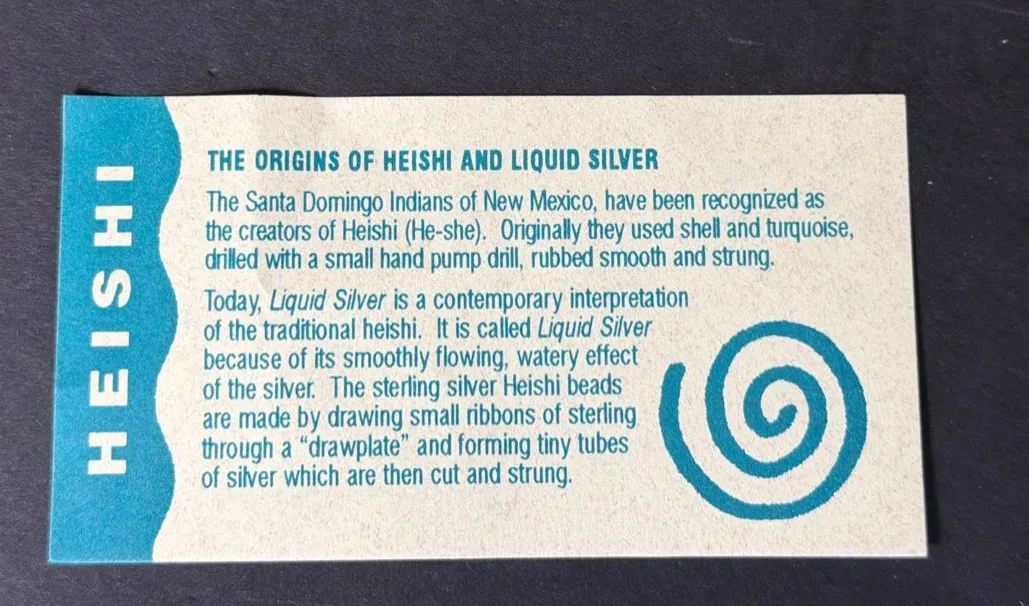 HEISHI
THE ORIGINS OF HEISHI AND LIQUID SILVER
The Santa Domingo Indians of New Mexico, have been recognized as
the creators of Heishi (He-she). Originally they used shell and turquoise,
drilled with a small hand pump drill, rubbed smooth and strung.
Today, Liquid Silver is a contemporary interpretation
of the traditional heishi. It is called Liquid Silver
because of its smoothly flowing, watery effect
of the silver. The sterling silver Heishi beads
are made by drawing small ribbons of sterling
through a “drawplate” and forming tiny tubes
of silver which are then cut and strung.